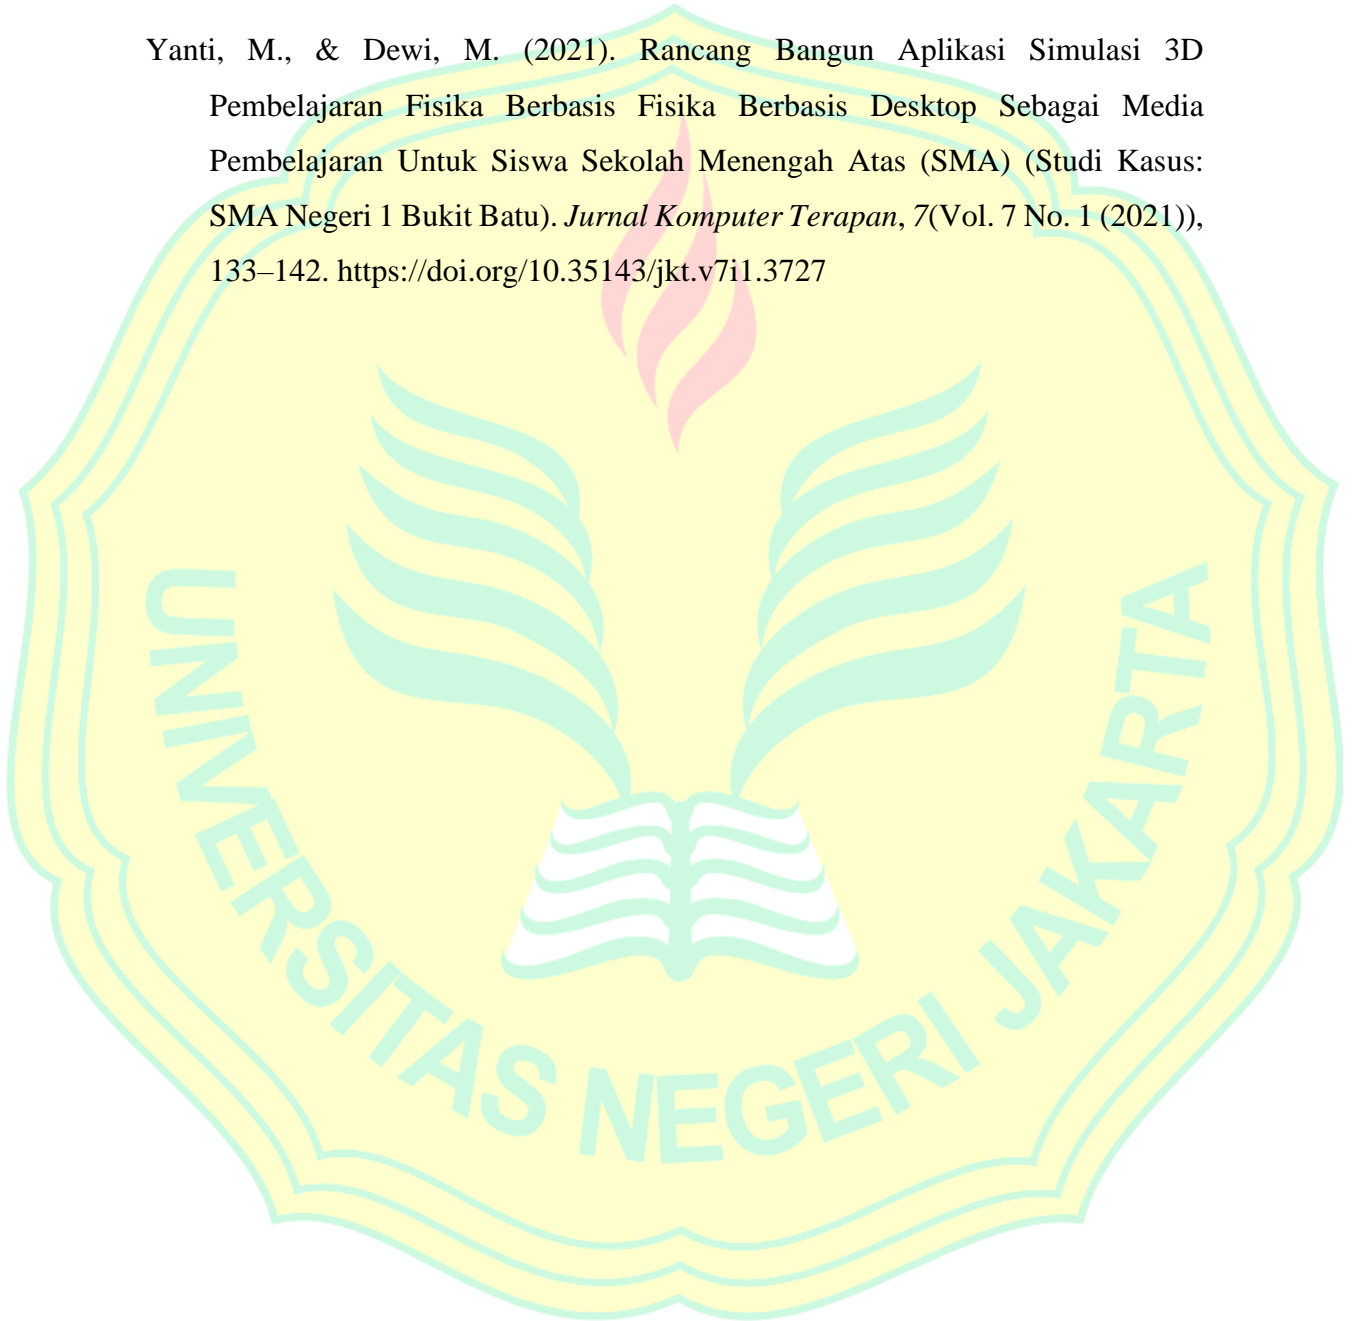 Yanti, M., & Dewi, M. (2021). Rancang Bangun Aplikasi Simulasi 3D
Pembelajaran Fisika Berbasis Fisika Berbasis Desktop Sebagai Media
Pembelajaran Untuk Siswa Sekolah Menengah Atas (SMA) (Studi Kasus:
SMA Negeri 1 Bukit Batu). Jurnal Komputer Terapan, 7(Vol. 7 No. 1 (2021)),
133–142. https://doi.org/10.35143/jkt.v7i1.3727
UNIVERSITAS NEGERI JAKARTA